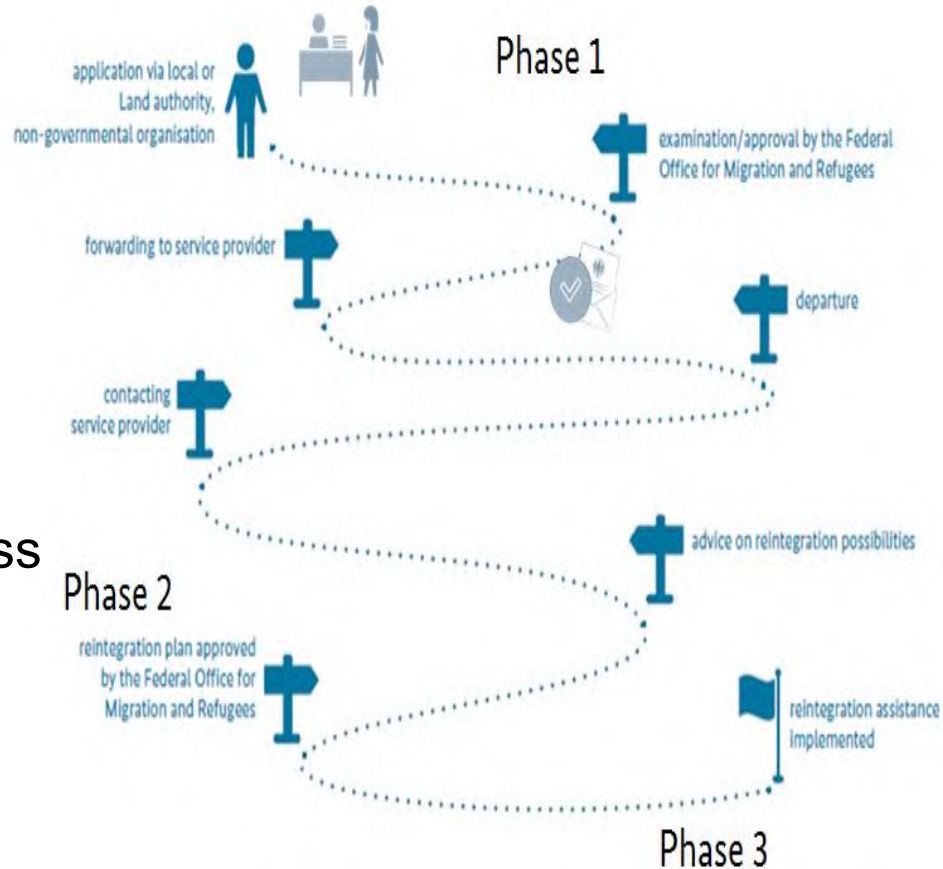 Phase 1
application via local or
Land authority,
non-governmental organisation
examination/approval by the Federal
Office for Migration and Refugees
forwarding to service provider
departure
contacting
service provider
advice on reintegration possibilities
ss
Phase 2
reintegration plan approved
by the Federal Office for
Migration and Refugees
reintegration assistance
implemented
Phase 3